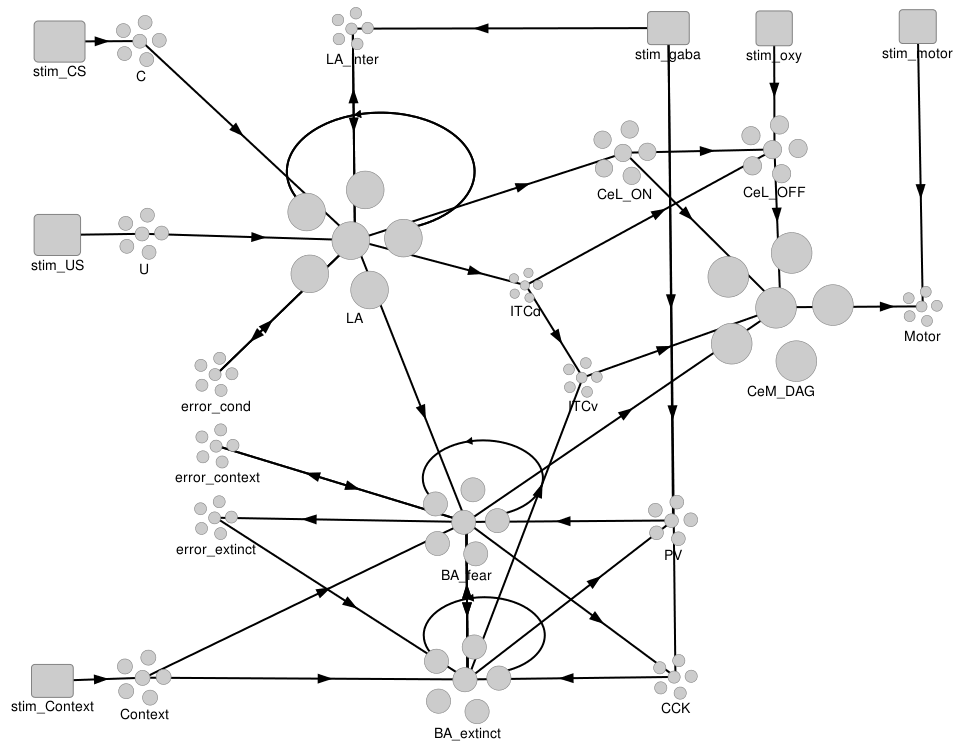 stim_CS
C
LA_Inter
stim_gaba
stim_oxy
stim_motor
CeL_ON
CeL_OFF
stim_US
U
LA
ITCd
Motor
CeM_DAG
error_cond
ITCv
error_context
error_extinct
BA_fear
PV
stim_Context
Context
BA_extinct
CCK